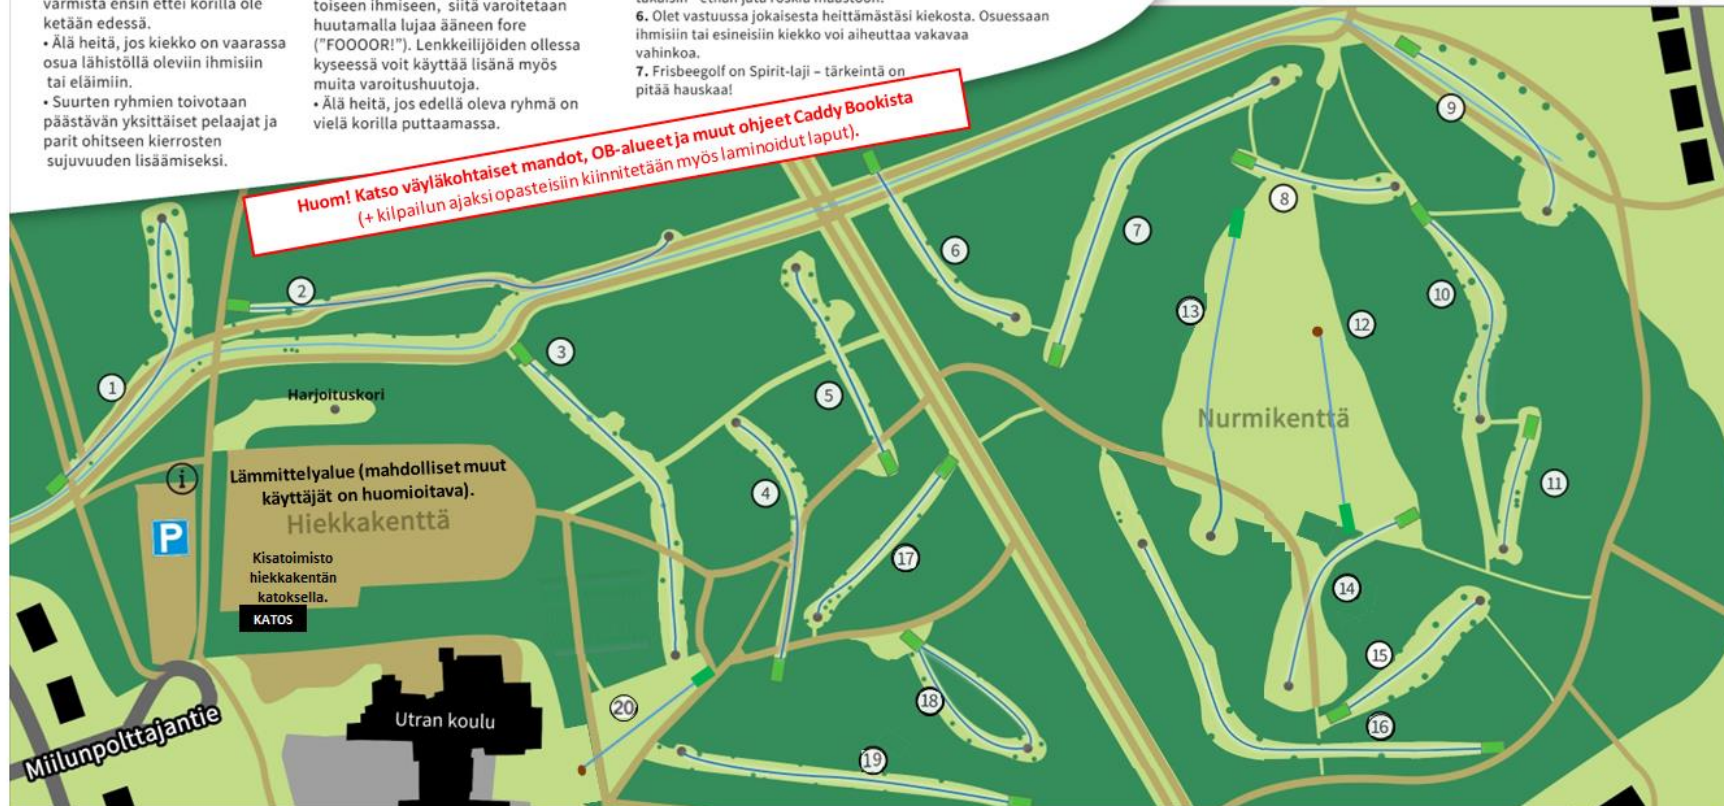 varmista ensin ettei korilla ole
ketään edessä.
• Älä heitä, jos kiekko on vaarassa
osua lähistöllä oleviin ihmisiin
tai eläimiin.
• Suurten ryhmien toivotaan
päästävän yksittäiset pelaajat ja
parit ohitseen kierrosten
sujuvuuden lisäämiseksi.
toiseen ihmiseen, siitä varoitetaan
huutamalla lujaa ääneen fore
("FOOOOR!"). Lenkkeilijöiden ollessa
kyseessä voit käyttää lisänä myös
muita varoitushuutoja.
• Älä heitä, jos edellä oleva ryhmä on
vielä korilla puttaamassa.
6. Olet vastuussa jokaisesta heittämästäsi kiekosta. Osuessaan
ihmisiin tai esineisiin kiekko voi aiheuttaa vakavaa
vahinkoa.
7. Frisbeegolf on Spirit-laji – tärkeintä on
pitää hauskaa!
Huom! Katso väyläkohtaiset mandot, OB-alueet ja muut ohjeet Caddy Bookista
(+ kilpailun ajaksi opasteisiin kiinnitetään myös laminoidut laput).
9
8
7
6
2
10
13
12
3
1
Harjoituskori
5
Nurmikenttä
i
Lämmittelyalue (mahdolliset muut
käyttäjät on huomioitava).
Hiekkakenttä
4
11
P
Kisatoimisto
hiekkakentän
katoksella.
KATOS
17
14
15
20
18
16
Utran koulu
Miilunpolttajantie
19